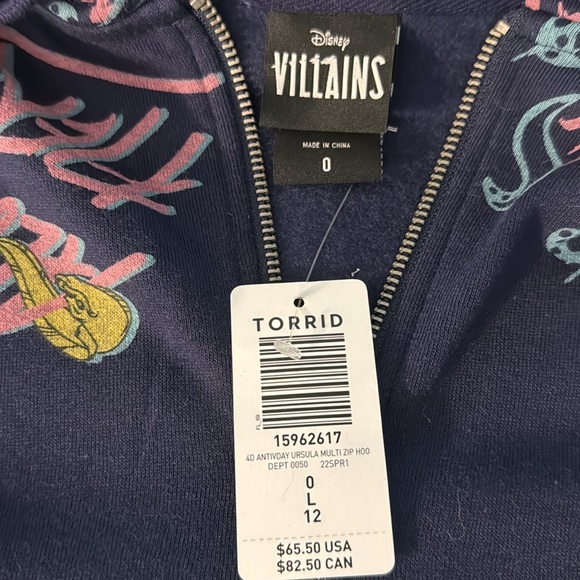 Disney
VILLAINS
MADE IN CHINA
0
TORRID
FL_69
15962617
4D ANTIVDAY URSULA MULTI ZIP HOO
DEPT 0050 22SPR1
0
L
12
$65.50 USA
$82.50 CAN